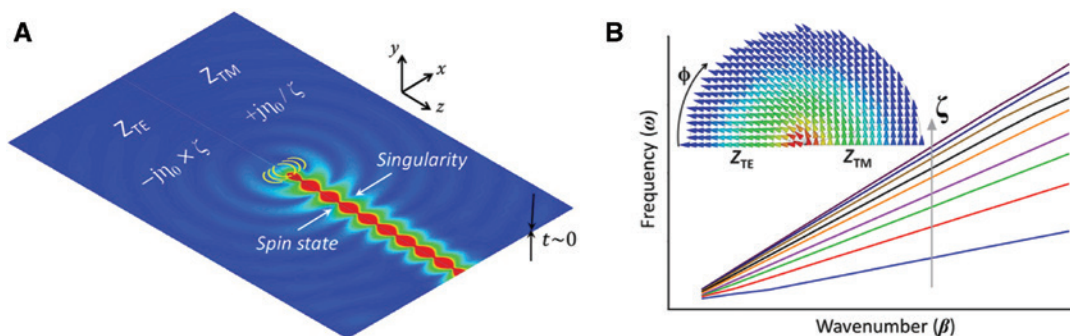 A
Z_TM
+jη₀/ζ
Z_TE
−jη₀×ζ
y
x
z
Singularity
Spin state
t~0
B
ϕ
Z_TE
Z_TM
ζ
Frequency (ω)
Wavenumber (β)